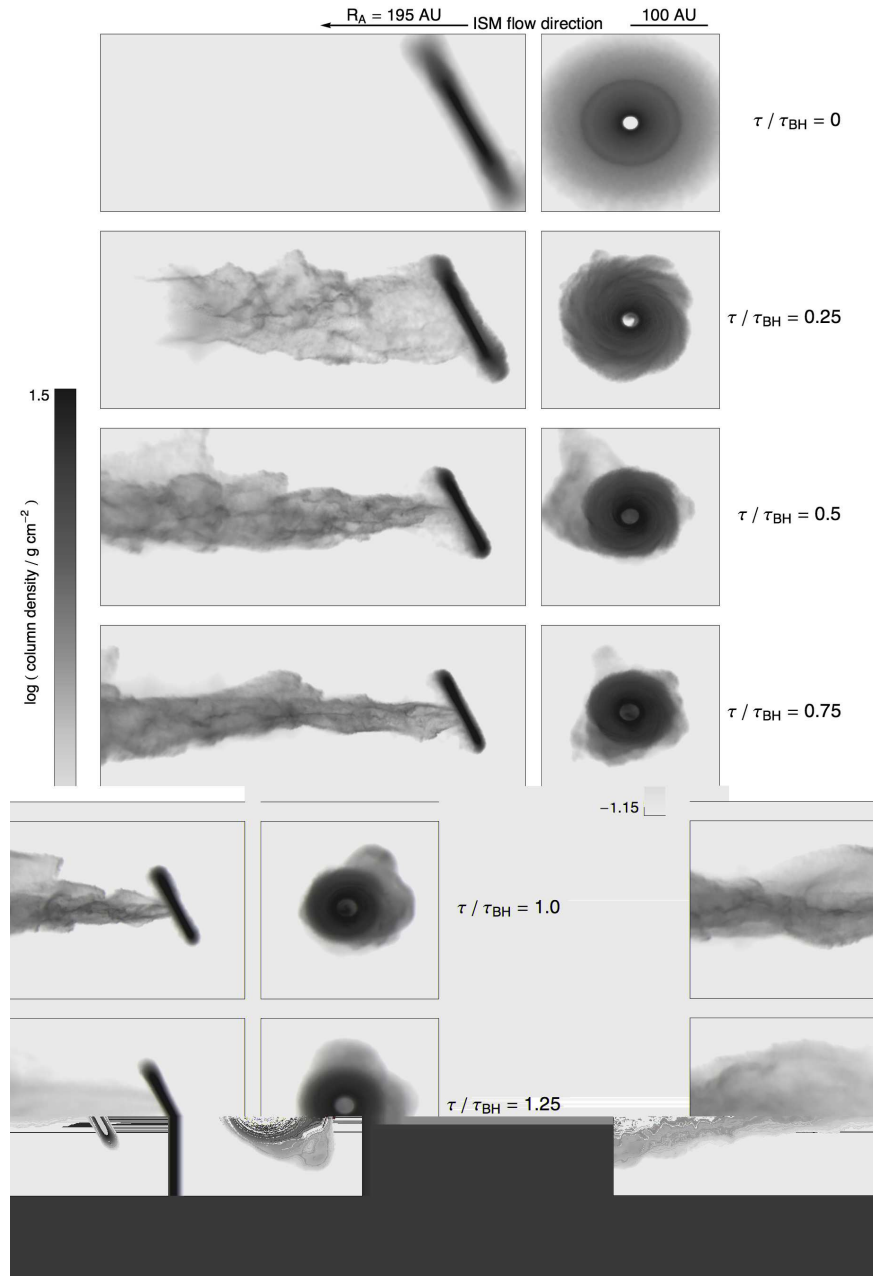 R_A = 195 AU
ISM flow direction
100 AU
τ / τ_BH = 0
τ / τ_BH = 0.25
1.5
log ( column density / g cm⁻² )
τ / τ_BH = 0.5
τ / τ_BH = 0.75
−1.15
τ / τ_BH = 1.0
τ / τ_BH = 1.25